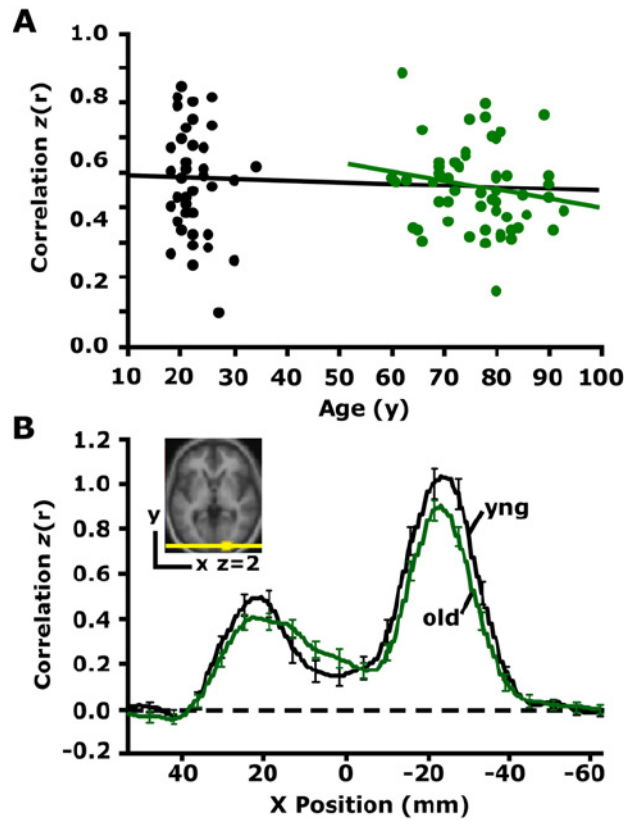 A
Correlation z(r)
1.0
0.8
0.6
0.4
0.2
0.0
10 20 30 40 50 60 70 80 90 100
Age (y)
B
Correlation z(r)
1.2
1.0
0.8
0.6
0.4
0.2
0.0
-0.2
y
x z=2
yng
old
40 20 0 -20 -40 -60
X Position (mm)